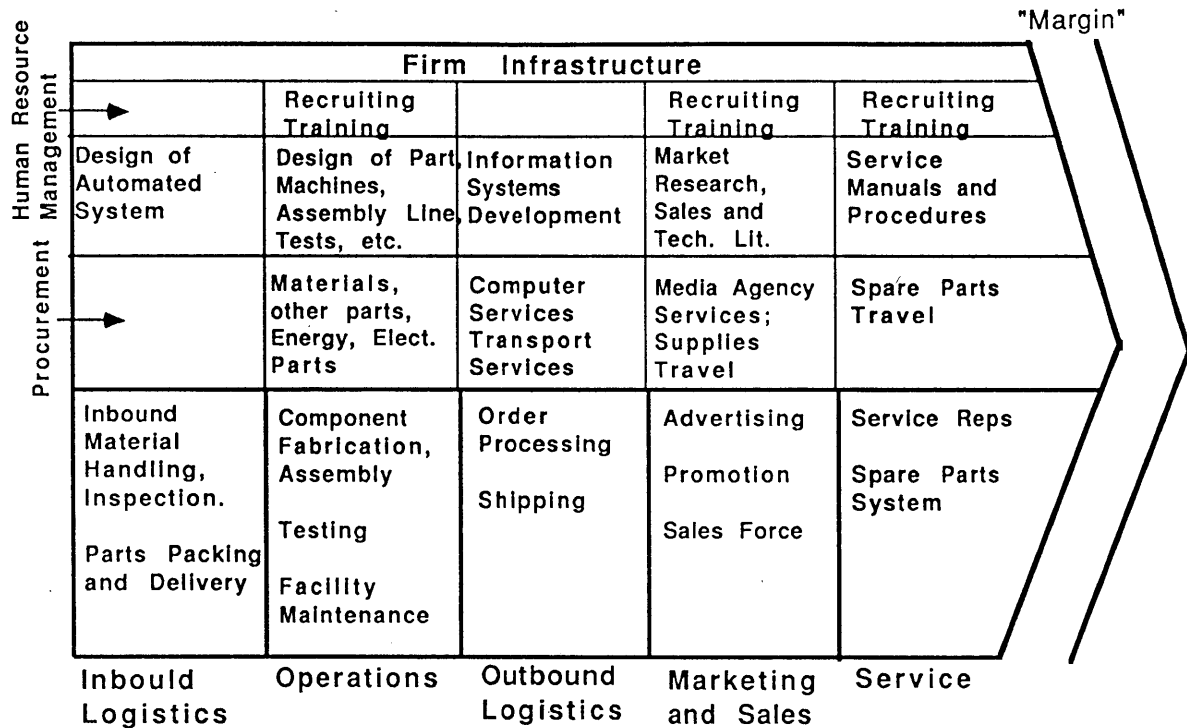 "Margin"
Firm Infrastructure
Human Resource
Management
Recruiting
Training
Recruiting
Training
Recruiting
Training
Design of
Automated
System
Design of Part,
Machines,
Assembly Line,
Tests, etc.
Information
Systems
Development
Market
Research,
Sales and
Tech. Lit.
Service
Manuals and
Procedures
Procurement
Materials,
other parts,
Energy, Elect.
Parts
Computer
Services
Transport
Services
Media Agency
Services;
Supplies
Travel
Spare Parts
Travel
Inbound
Material
Handling,
Inspection.
Parts Packing
and Delivery
Component
Fabrication,
Assembly
Testing
Facility
Maintenance
Order
Processing
Shipping
Advertising
Promotion
Sales Force
Service Reps
Spare Parts
System
Inbould
Logistics
Operations
Outbound
Logistics
Marketing
and Sales
Service